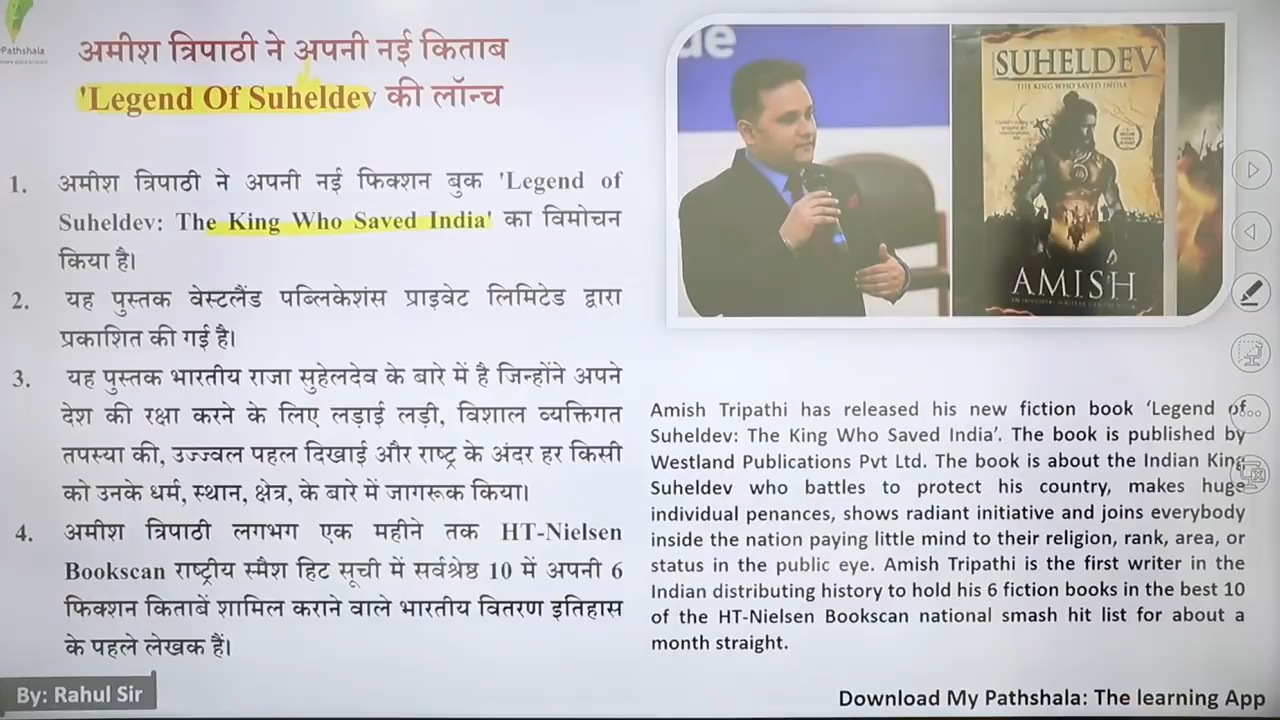 Pathshala
अमीश त्रिपाठी ने अपनी नई किताब
'Legend Of Suheldev की लॉन्च
1. अमीश त्रिपाठी ने अपनी नई फिक्शन बुक 'Legend of
Suheldev: The King Who Saved India' का विमोचन
किया है।
2. यह पुस्तक वेस्टलैंड पब्लिकेशंस प्राइवेट लिमिटेड द्वारा
प्रकाशित की गई है।
3. यह पुस्तक भारतीय राजा सुहेलदेव के बारे में है जिन्होंने अपने
देश की रक्षा करने के लिए लड़ाई लड़ी, विशाल व्यक्तिगत
तपस्या की, उज्ज्वल पहल दिखाई और राष्ट्र के अंदर हर किसी
को उनके धर्म, स्थान, क्षेत्र, के बारे में जागरूक किया।
4. अमीश त्रिपाठी लगभग एक महीने तक HT-Nielsen
Bookscan राष्ट्रीय स्मैश हिट सूची में सर्वश्रेष्ठ 10 में अपनी 6
फिक्शन किताबें शामिल कराने वाले भारतीय वितरण इतिहास
के पहले लेखक हैं।
SUHELDEV
THE KING WHO SAVED INDIA
AMISH
Amish Tripathi has released his new fiction book ‘Legend of
Suheldev: The King Who Saved India’. The book is published by
Westland Publications Pvt Ltd. The book is about the Indian King
Suheldev who battles to protect his country, makes huge
individual penances, shows radiant initiative and joins everybody
inside the nation paying little mind to their religion, rank, area, or
status in the public eye. Amish Tripathi is the first writer in the
Indian distributing history to hold his 6 fiction books in the best 10
of the HT-Nielsen Bookscan national smash hit list for about a
month straight.
By: Rahul Sir
Download My Pathshala: The learning App